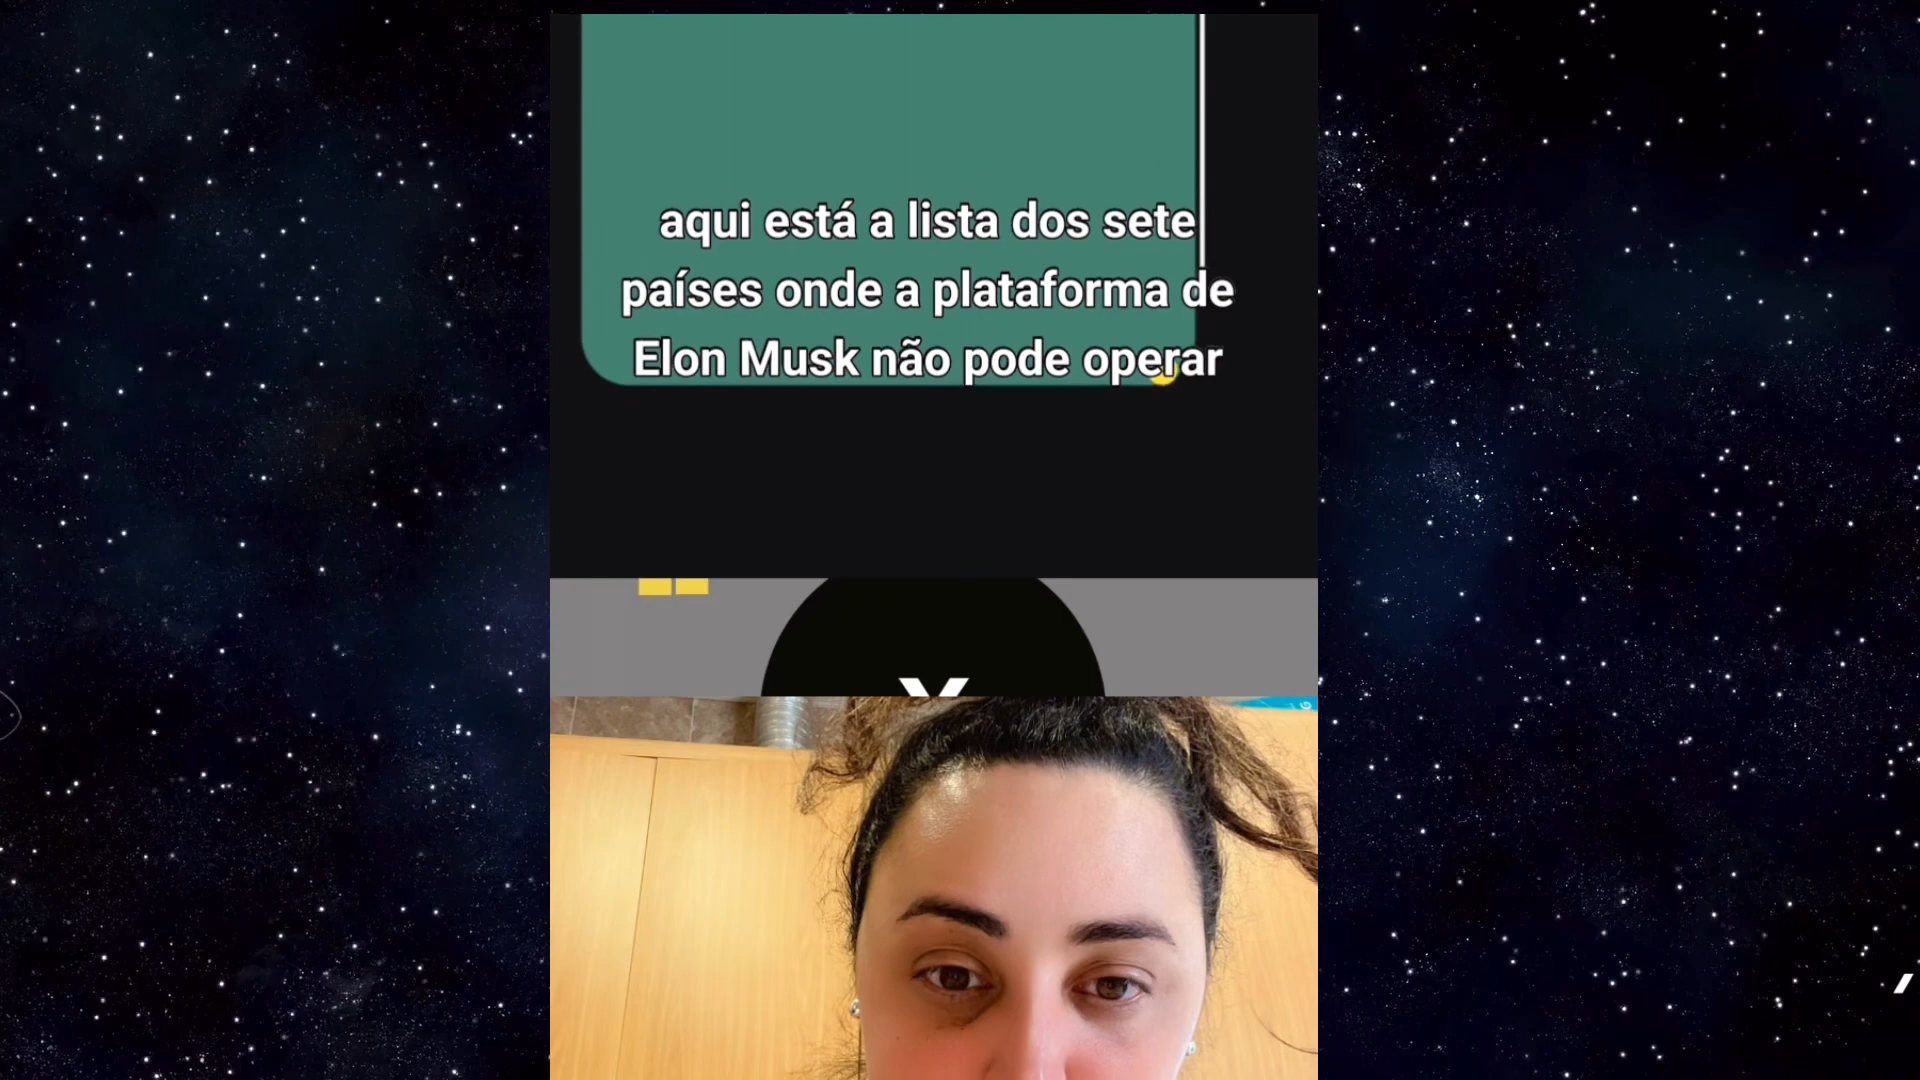 aqui está a lista dos sete
países onde a plataforma de
Elon Musk não pode operar